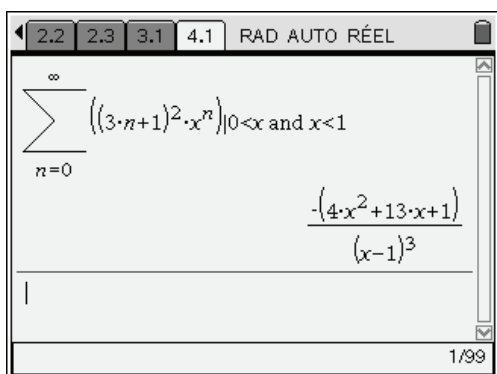 2.2 2.3 3.1 4.1 RAD AUTO RÉEL
∞
∑ ((3·n+1)²·xⁿ)|0<x and x<1
n=0
-(4·x²+13·x+1)
(x−1)³
1/99